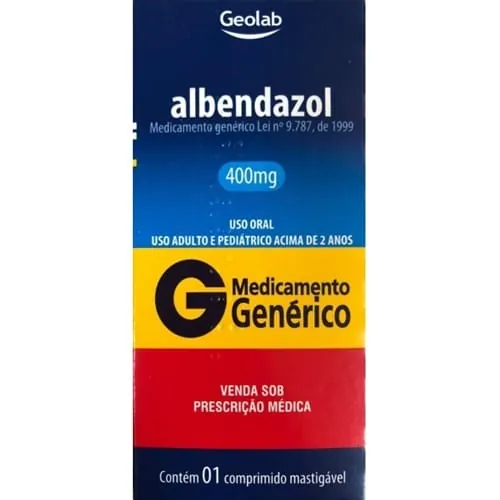 Geolab
albendazol
Medicamento genérico Lei nº 9.787, de 1999
400mg
USO ORAL
USO ADULTO E PEDIÁTRICO ACIMA DE 2 ANOS
G Medicamento
Genérico
VENDA SOB
PRESCRIÇÃO MÉDICA
Contém 01 comprimido mastigável